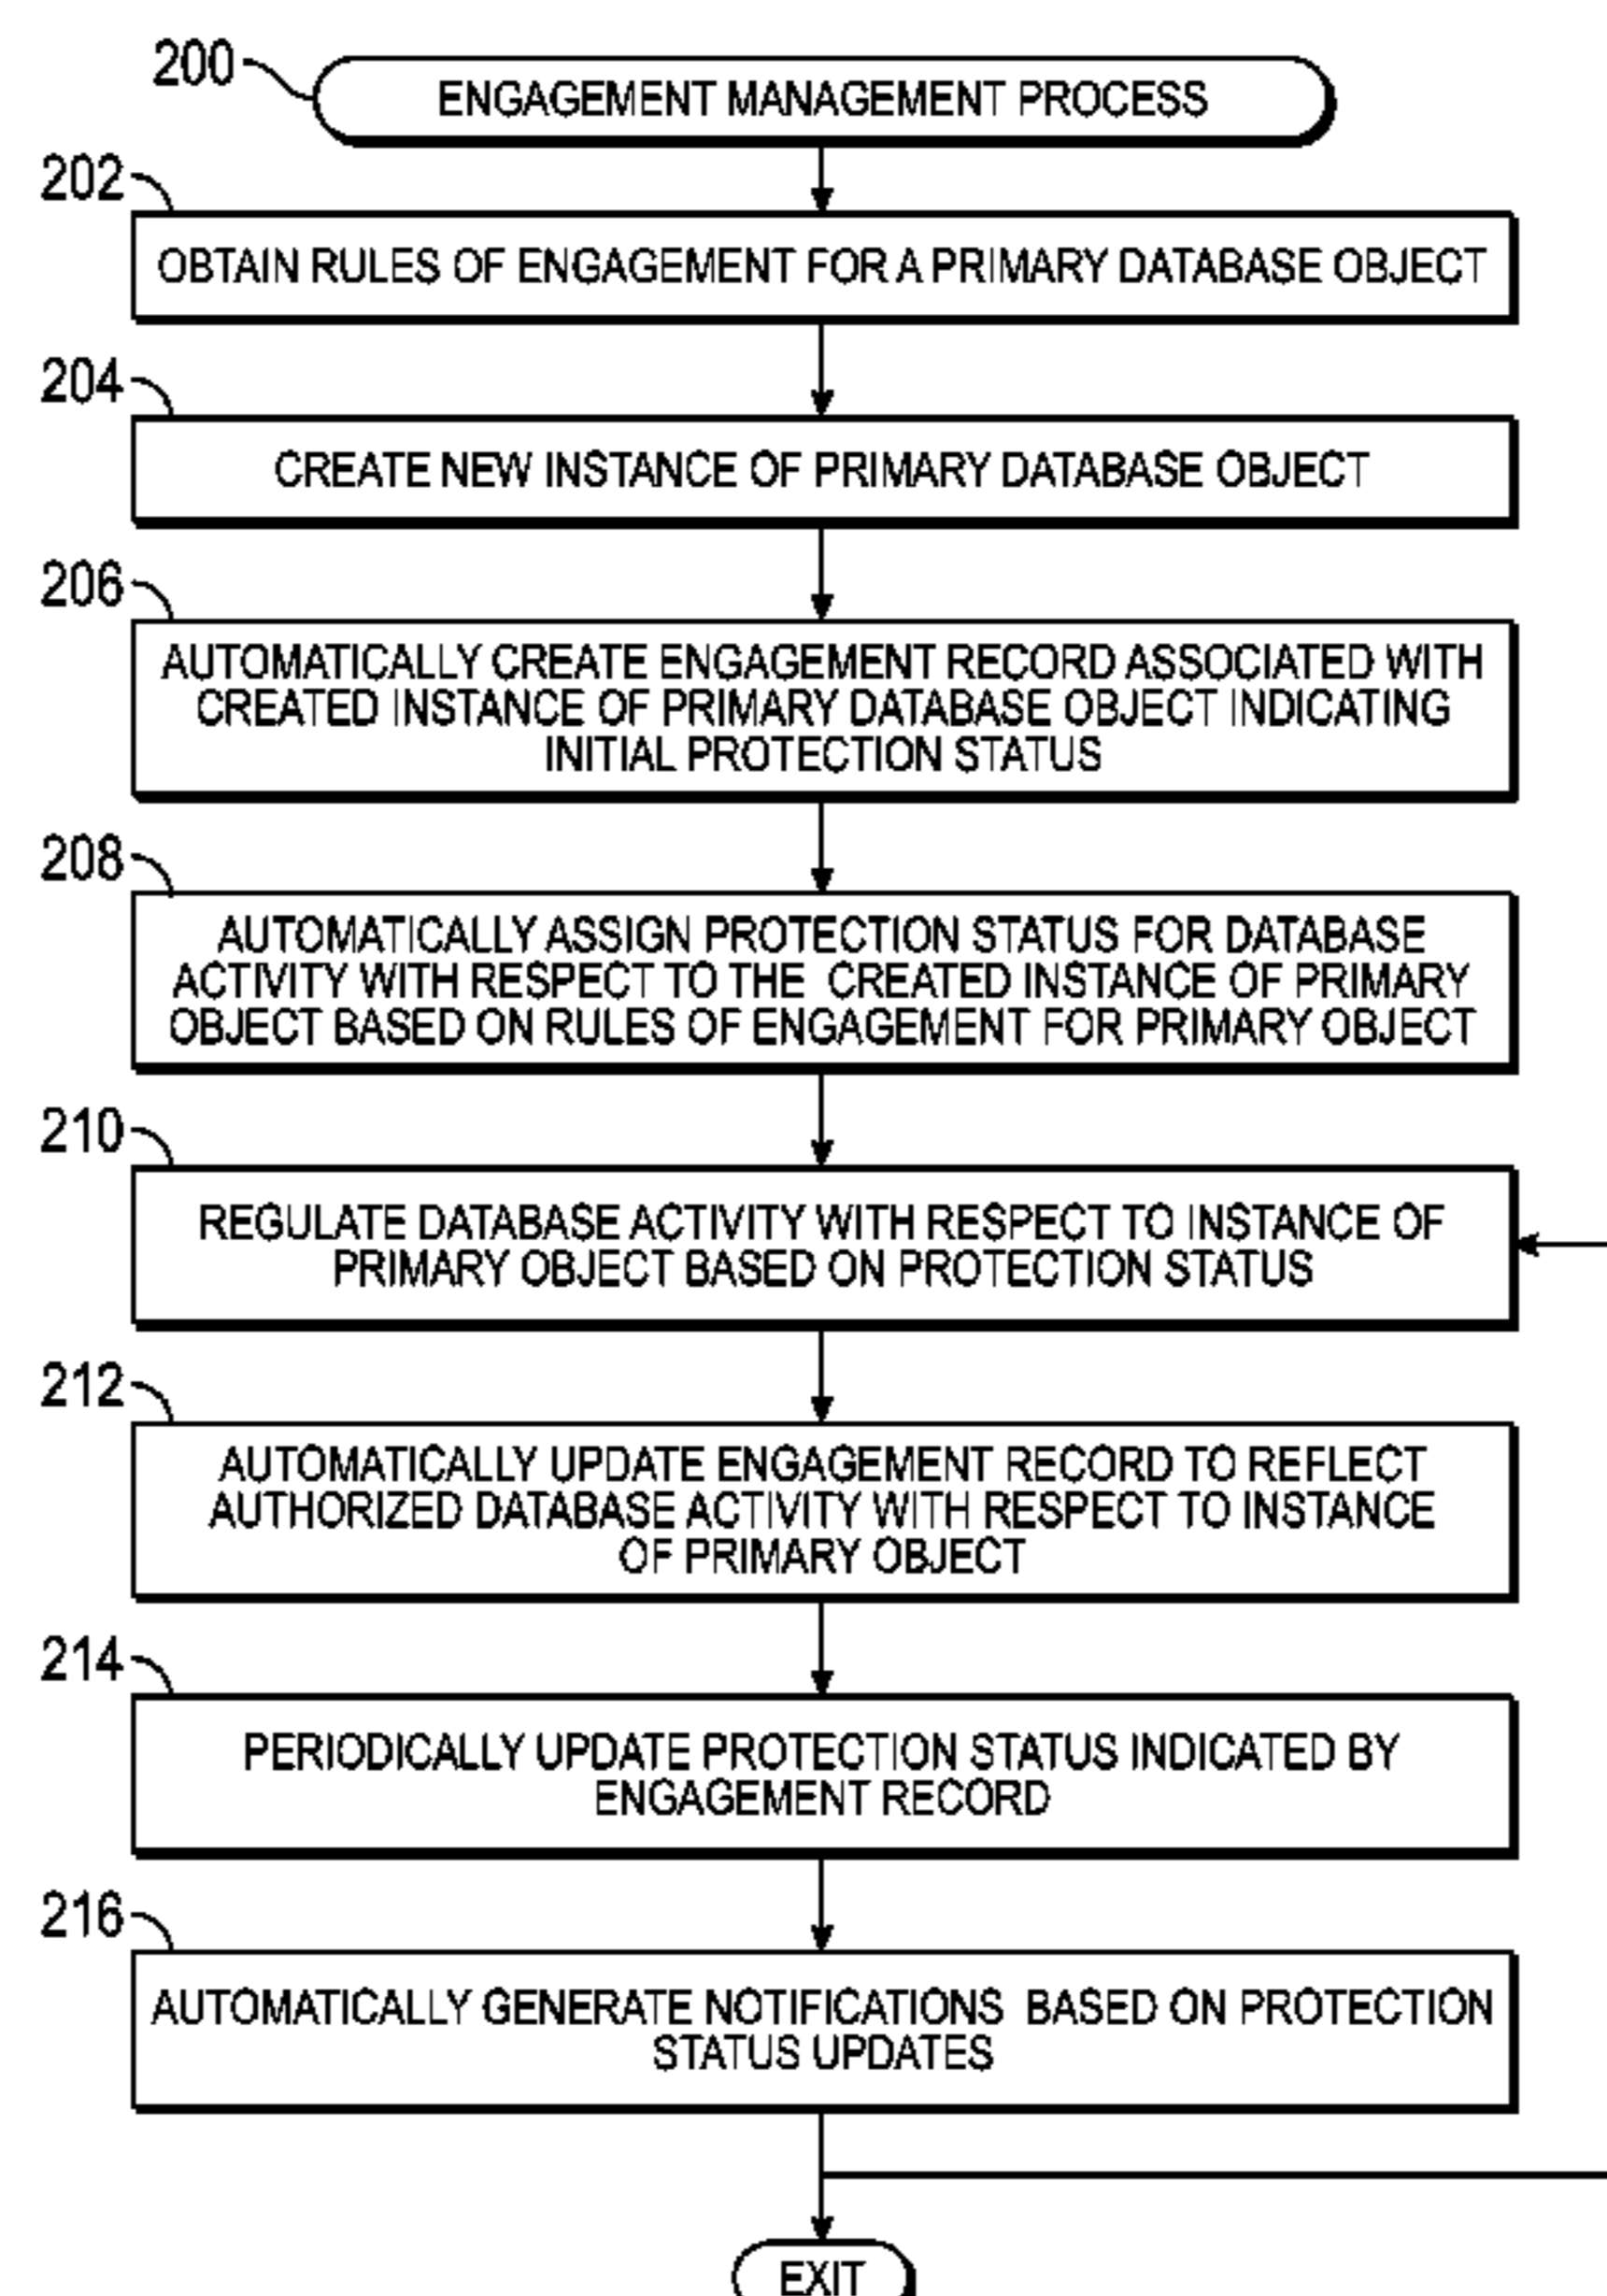 200
ENGAGEMENT MANAGEMENT PROCESS
202
OBTAIN RULES OF ENGAGEMENT FOR A PRIMARY DATABASE OBJECT
204
CREATE NEW INSTANCE OF PRIMARY DATABASE OBJECT
206
AUTOMATICALLY CREATE ENGAGEMENT RECORD ASSOCIATED WITH
CREATED INSTANCE OF PRIMARY DATABASE OBJECT INDICATING
INITIAL PROTECTION STATUS
208
AUTOMATICALLY ASSIGN PROTECTION STATUS FOR DATABASE
ACTIVITY WITH RESPECT TO THE CREATED INSTANCE OF PRIMARY
OBJECT BASED ON RULES OF ENGAGEMENT FOR PRIMARY OBJECT
210
REGULATE DATABASE ACTIVITY WITH RESPECT TO INSTANCE OF
PRIMARY OBJECT BASED ON PROTECTION STATUS
212
AUTOMATICALLY UPDATE ENGAGEMENT RECORD TO REFLECT
AUTHORIZED DATABASE ACTIVITY WITH RESPECT TO INSTANCE
OF PRIMARY OBJECT
214
PERIODICALLY UPDATE PROTECTION STATUS INDICATED BY
ENGAGEMENT RECORD
216
AUTOMATICALLY GENERATE NOTIFICATIONS BASED ON PROTECTION
STATUS UPDATES
EXIT